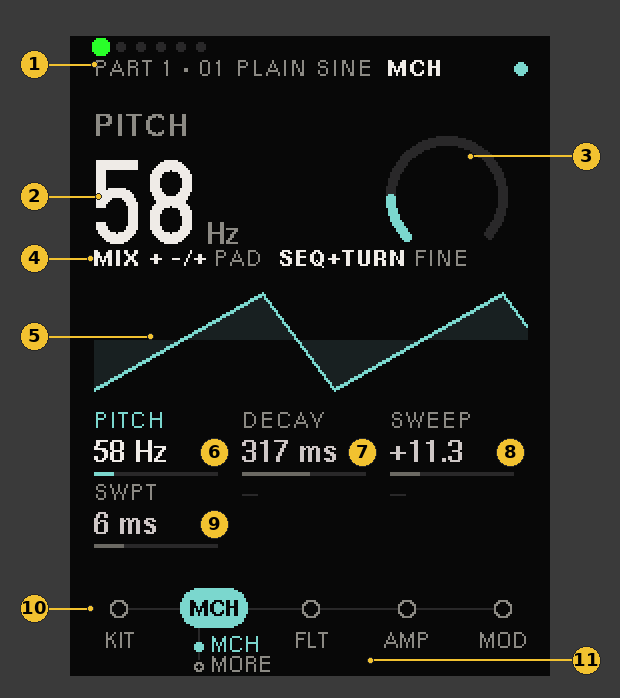 1 PART 1 · 01 PLAIN SINE MCH
PITCH
3
2 58 Hz
4 MIX + -/+ PAD SEQ+TURN FINE
5
PITCH DECAY SWEEP
58 Hz 6 317 ms 7 +11.3 8
SWPT — —
6 ms 9
10 MCH
KIT MCH FLT AMP MOD
MORE 11